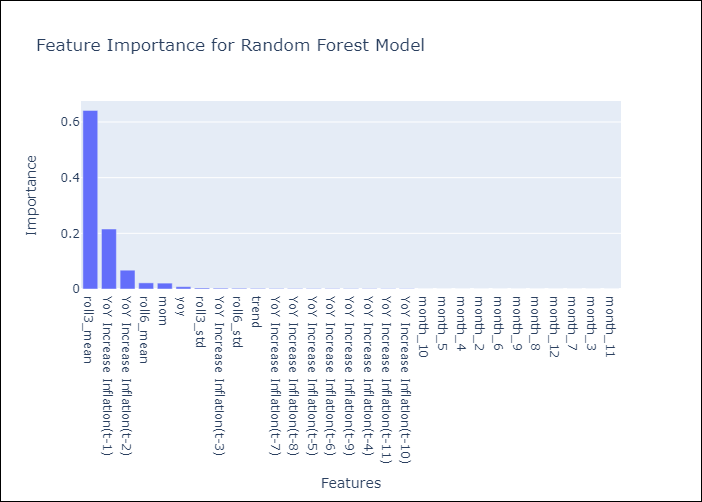 Feature Importance for Random Forest Model
Importance
0.6
0.4
0.2
0
roll3_mean
YoY Increase Inflation(t-1)
YoY Increase Inflation(t-2)
roll6_mean
mom
yoy
roll3_std
YoY Increase Inflation(t-3)
roll6_std
trend
YoY Increase Inflation(t-7)
YoY Increase Inflation(t-8)
YoY Increase Inflation(t-5)
YoY Increase Inflation(t-6)
YoY Increase Inflation(t-9)
YoY Increase Inflation(t-4)
YoY Increase Inflation(t-11)
YoY Increase Inflation(t-10)
month_10
month_5
month_4
month_2
month_6
month_9
month_8
month_12
month_7
month_3
month_11
Features